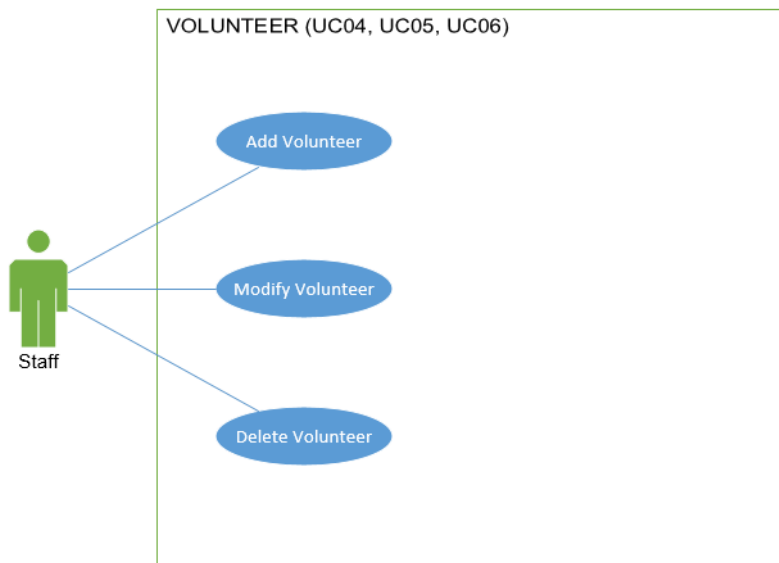 VOLUNTEER (UC04, UC05, UC06)
Add Volunteer
Modify Volunteer
Staff
Delete Volunteer